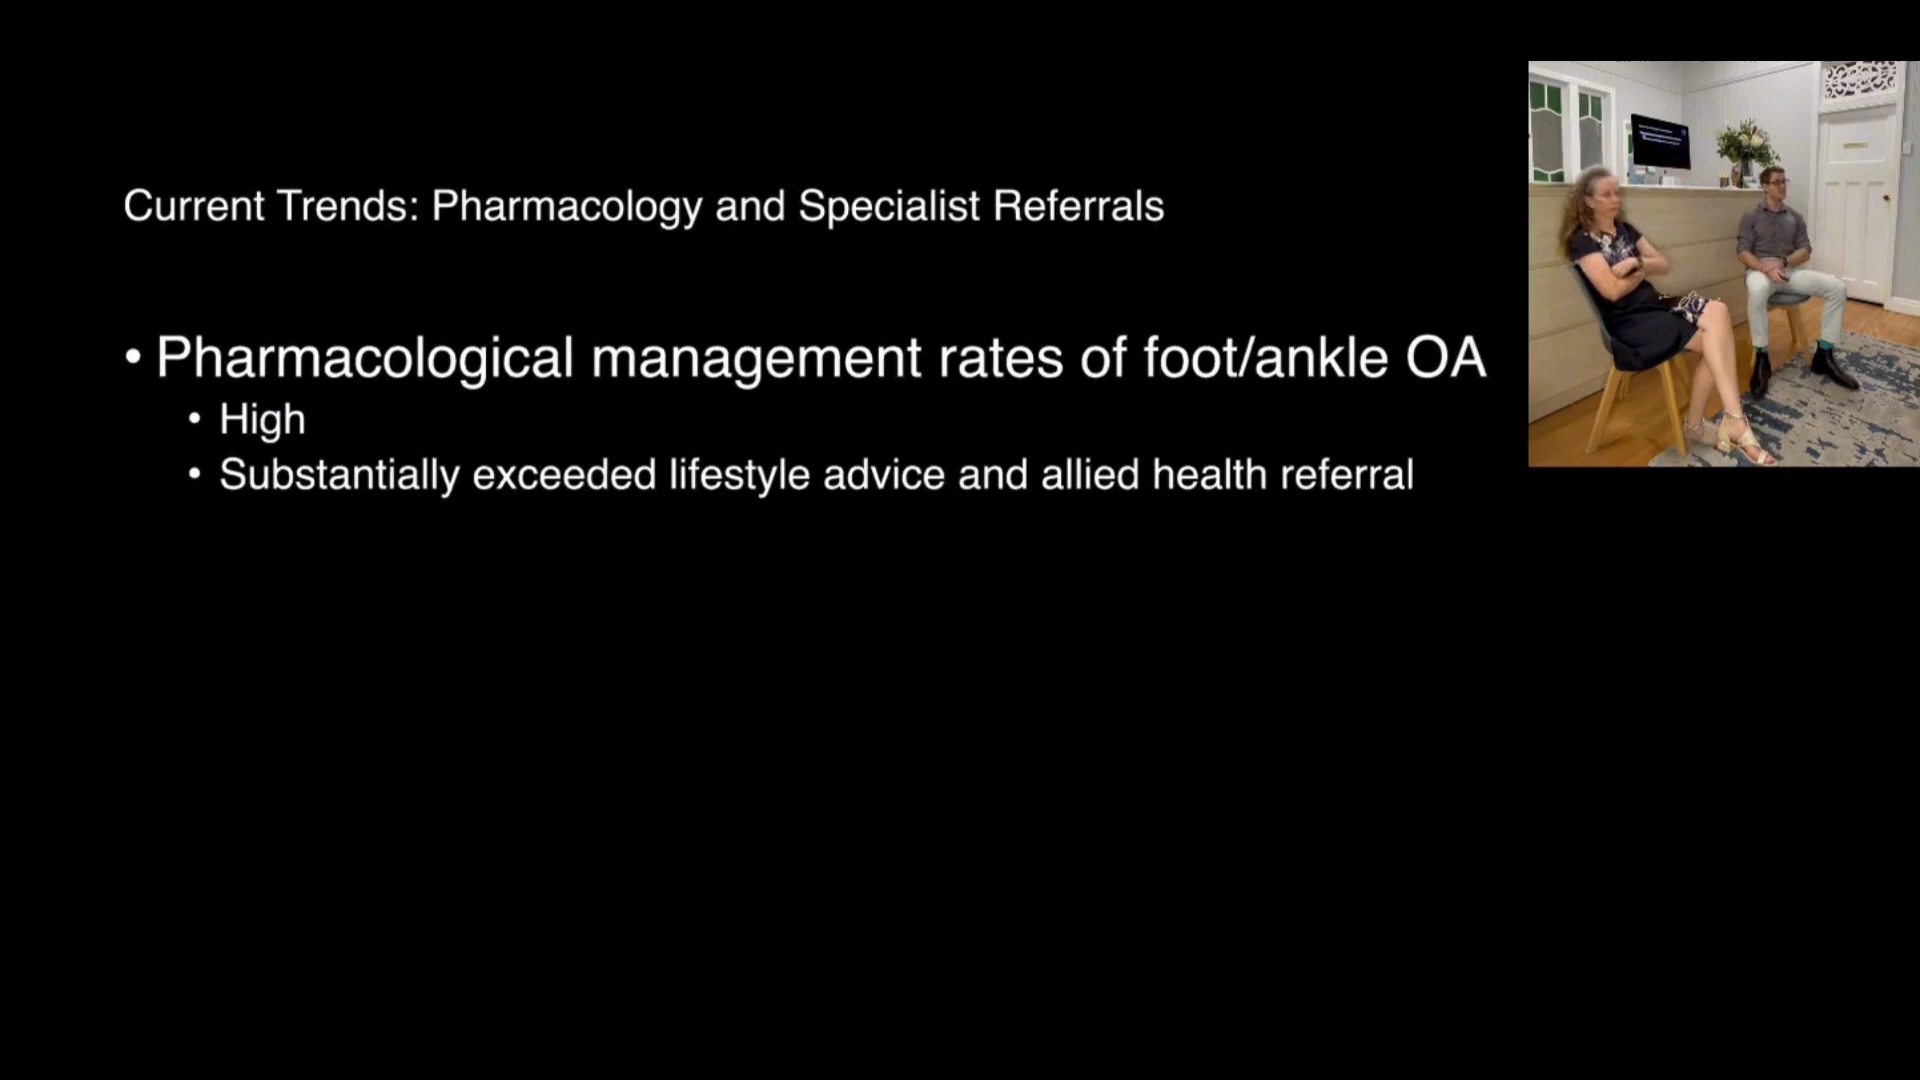 Current Trends: Pharmacology and Specialist Referrals
• Pharmacological management rates of foot/ankle OA
• High
• Substantially exceeded lifestyle advice and allied health referral